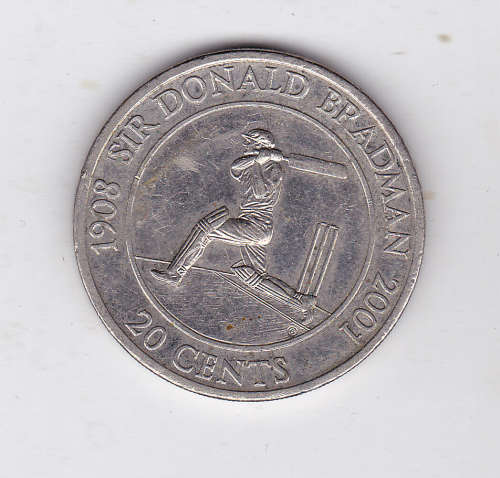 1908 SIR DONALD BRADMAN 2001
20 CENTS